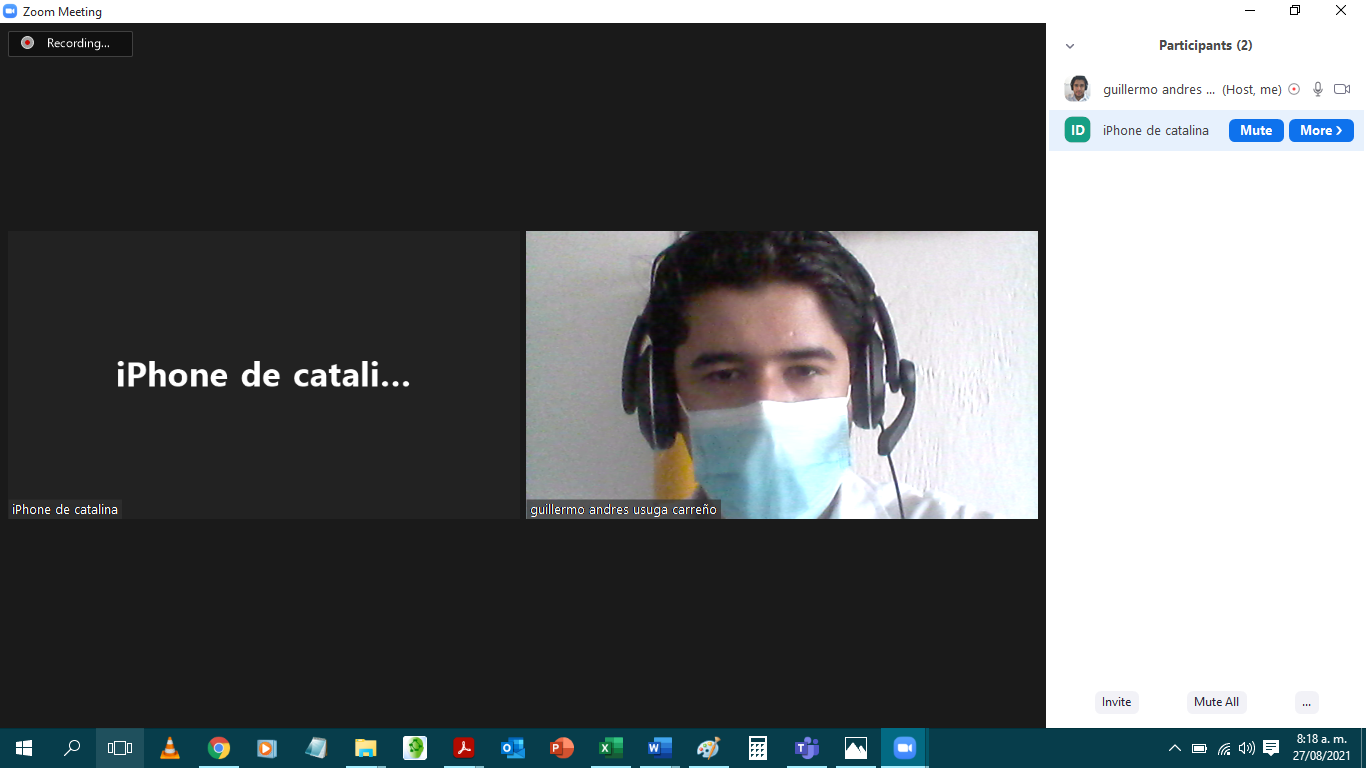 Zoom Meeting
Recording...
Participants (2)
guillermo andres ... (Host, me)
ID iPhone de catalina Mute More
iPhone de catali...
iPhone de catalina
guillermo andres usuga carreño
Invite Mute All ...
8:18 a. m.
27/08/2021